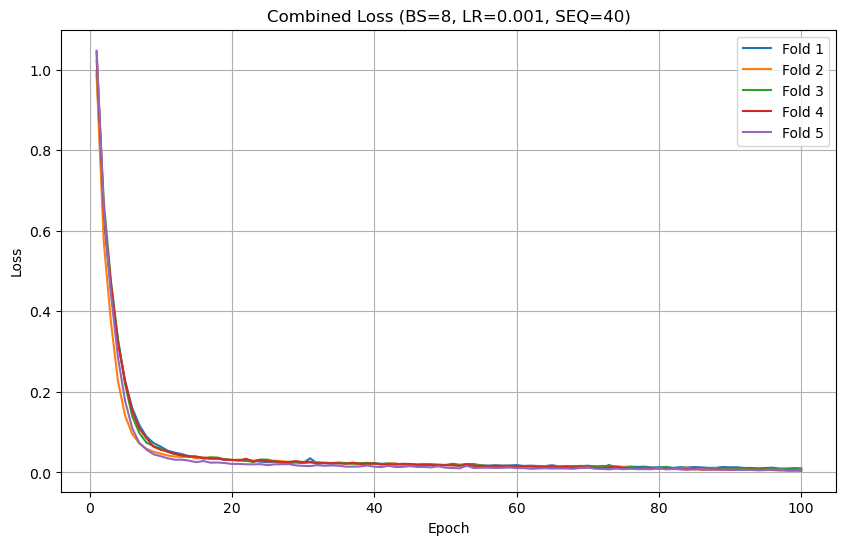 Combined Loss (BS=8, LR=0.001, SEQ=40)
Fold 1
Fold 2
Fold 3
Fold 4
Fold 5
Loss
1.0
0.8
0.6
0.4
0.2
0.0
0 20 40 60 80 100
Epoch